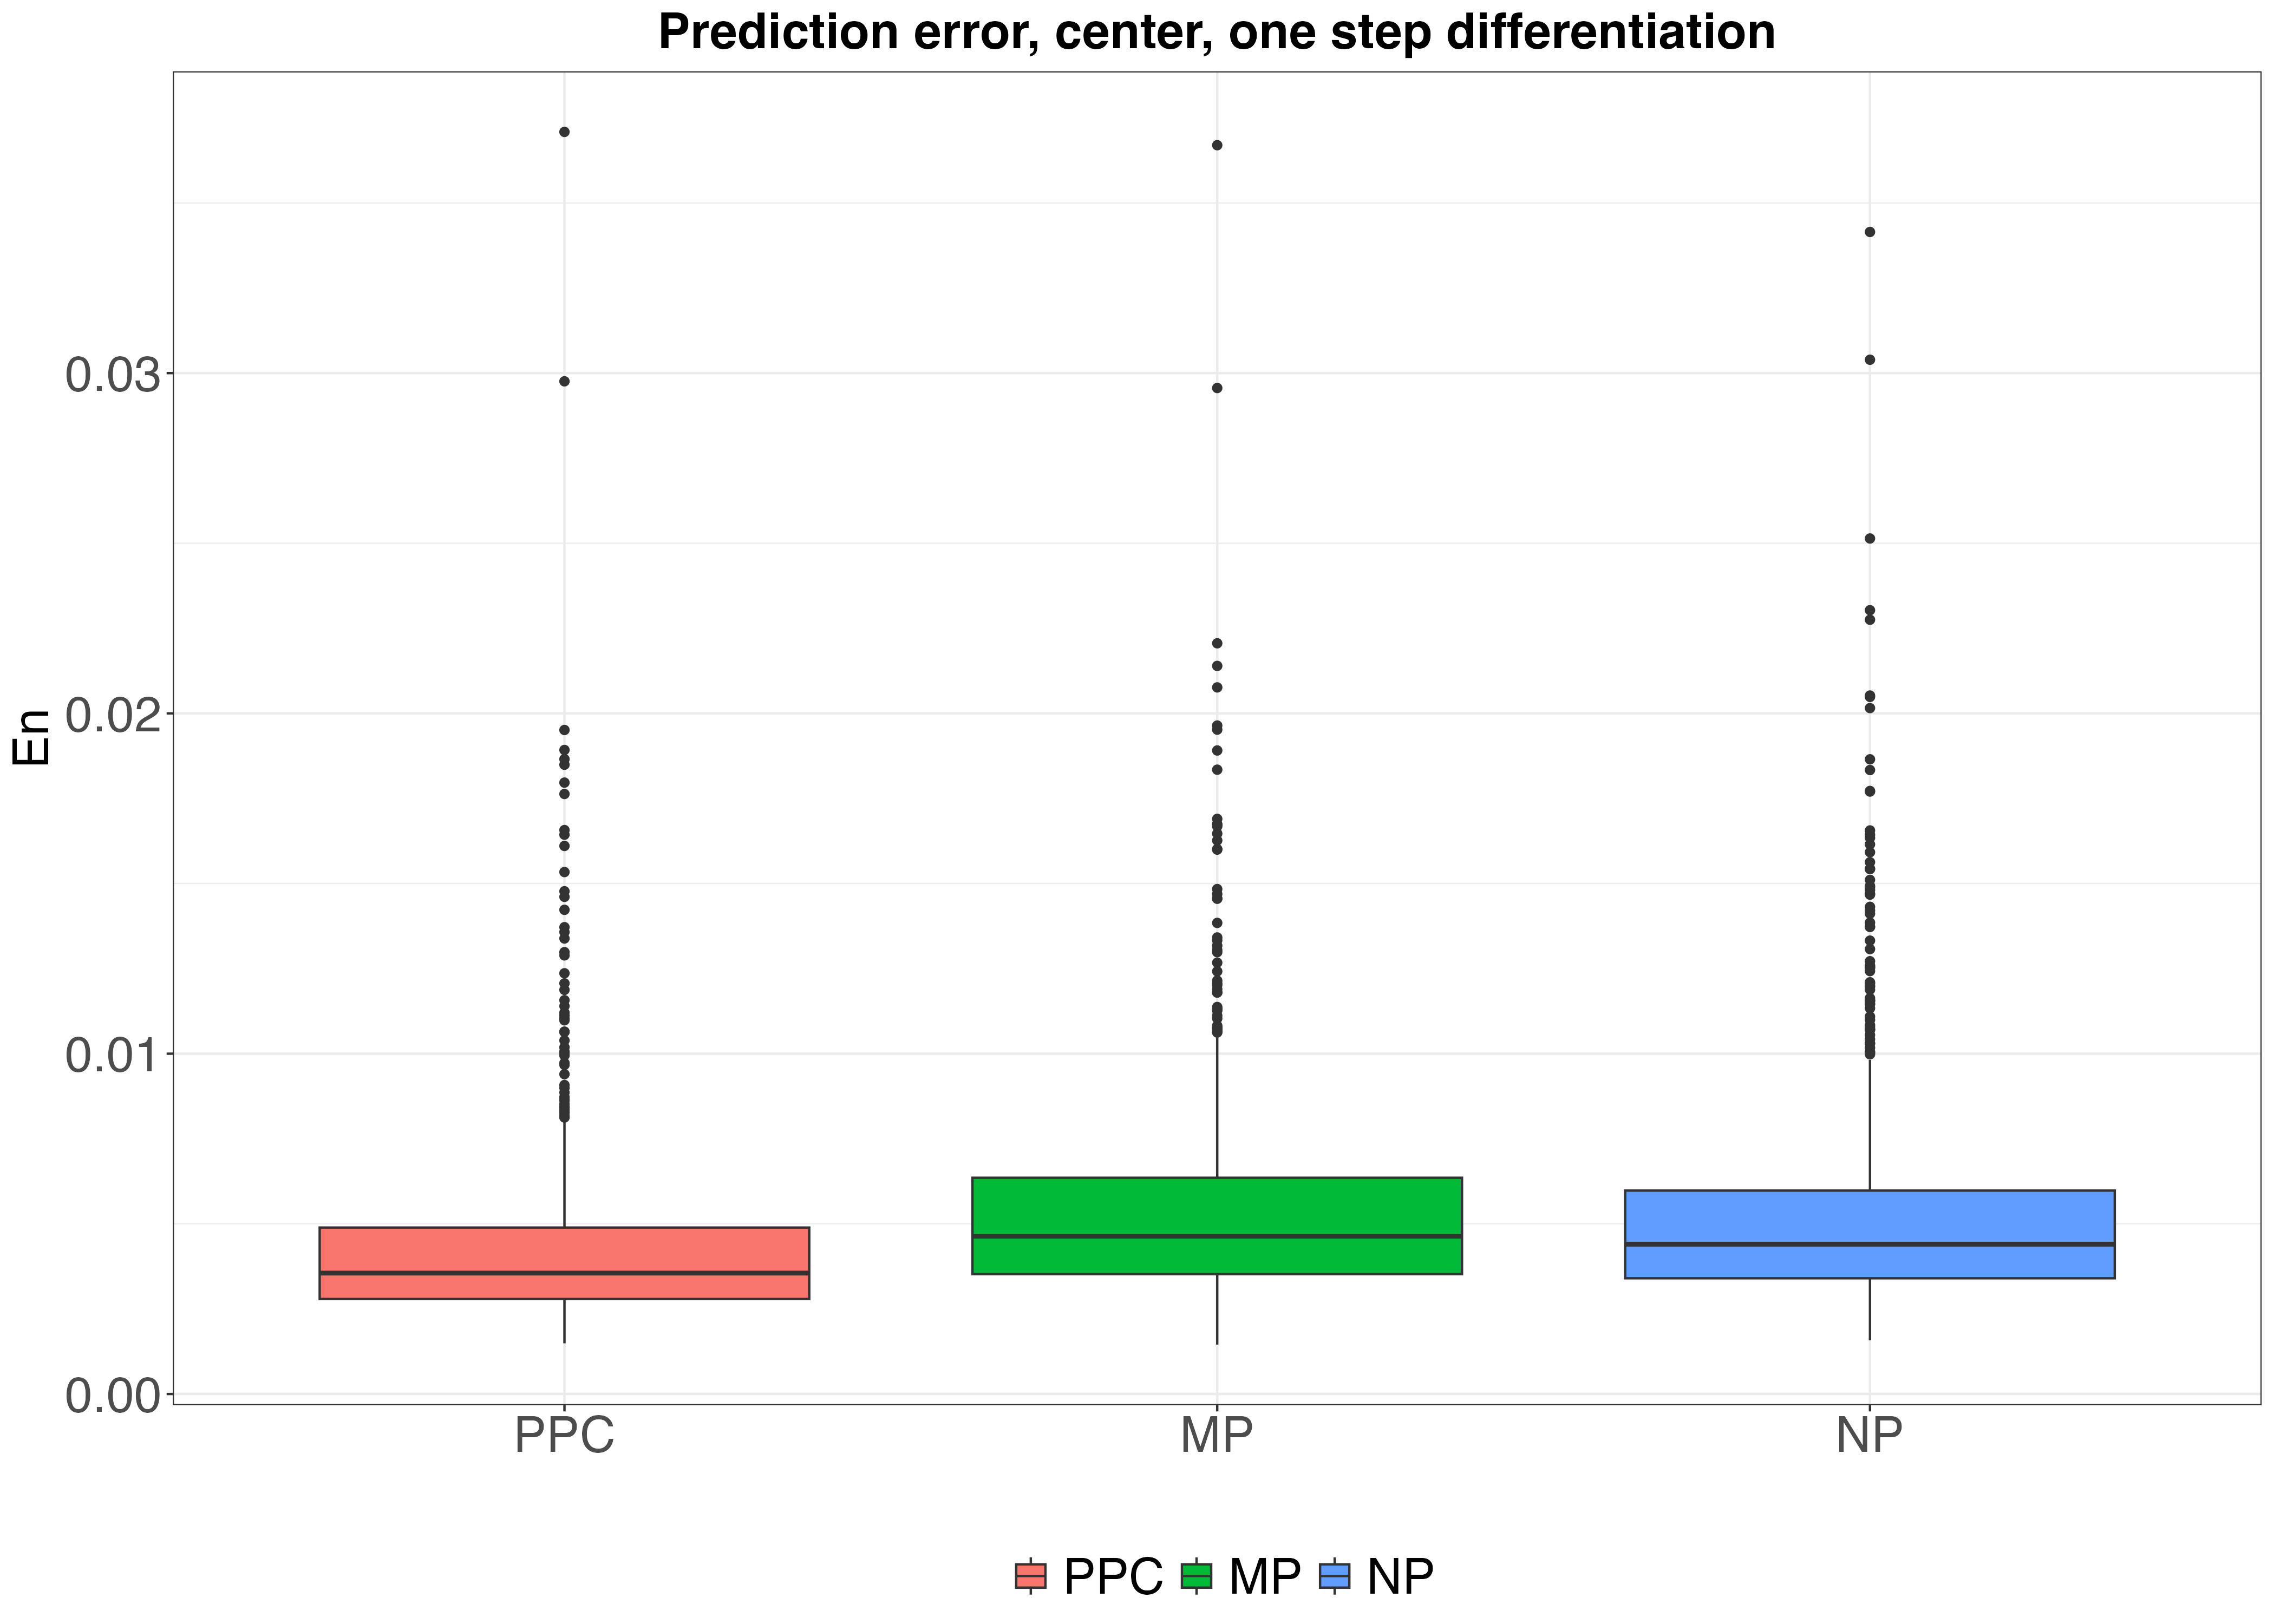 Prediction error, center, one step differentiation
En
0.03
0.02
0.01
0.00
PPC MP NP
PPC MP NP